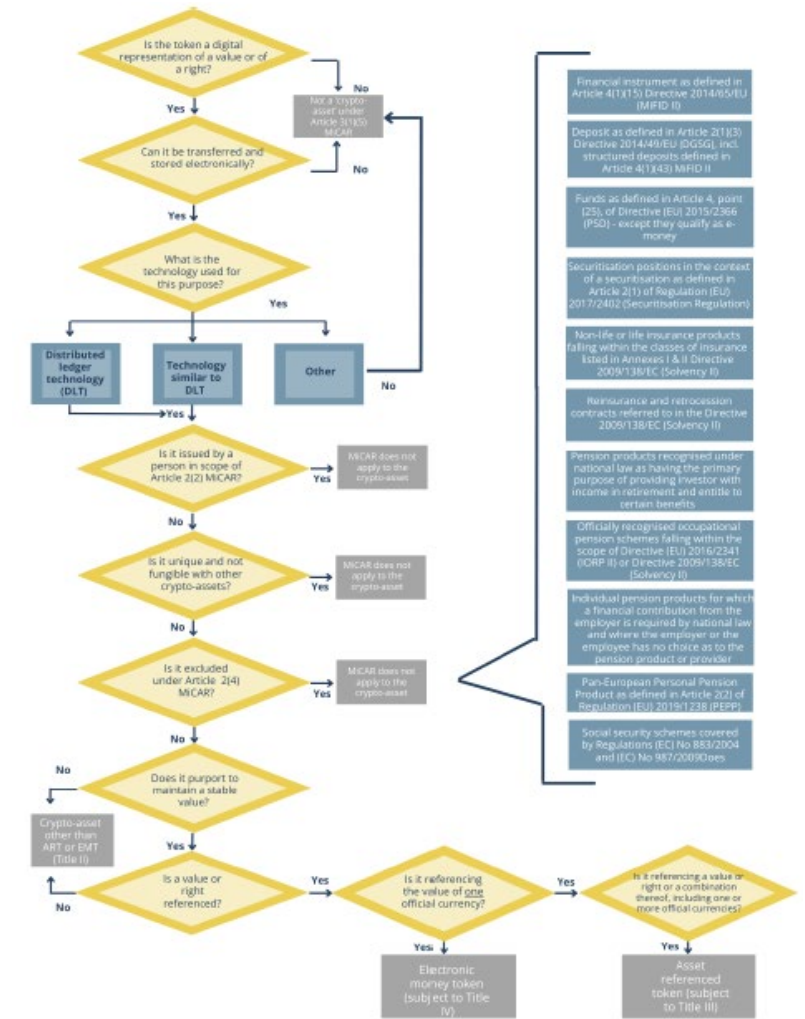 Is the token a digital
representation of a value or of
a right?
No
Yes
Not a 'crypto-
asset' under
Article 3(1)(5)
MiCAR
Can it be transferred and
stored electronically?
No
Yes
What is the
technology used for
this purpose?
Yes
Distributed
ledger
technology
(DLT)
Technology
similar to
DLT
Other
No
Yes
Is it issued by a
person in scope of
Article 2(2) MiCAR?
Yes
MiCAR does not
apply to the
crypto-asset
No
Is it unique and not
fungible with other
crypto-assets?
Yes
MiCAR does not
apply to the
crypto-asset
No
Is it excluded
under Article 2(4)
MiCAR?
Yes
MiCAR does not
apply to the
crypto-asset
No
Does it purport to
maintain a stable
value?
No
Crypto-asset
other than
ART or EMT
(Title II)
Yes
Is a value or
right
referenced?
No
Yes
Is it referencing
the value of one
official currency?
Yes
Is it referencing a value or
right or a combination
thereof, including one or
more official currencies?
Yes
Electronic
money token
(subject to Title
IV)
Yes
Asset
referenced
token (subject
to Title III)
Financial instrument as defined in
Article 4(1)(15) Directive 2014/65/EU
(MiFID II)
Deposit as defined in Article 2(1)(3)
Directive 2014/49/EU (DGSG), incl.
structured deposits defined in
Article 4(1)(43) MiFID II
Funds as defined in Article 4, point
(25), of Directive (EU) 2015/2366
(PSD) - except they qualify as e-
money
Securitisation positions in the context
of a securitisation as defined in
Article 2(1) of Regulation (EU)
2017/2402 (Securitisation Regulation)
Non-life or life insurance products
falling within the classes of insurance
listed in Annexes I & II Directive
2009/138/EC (Solvency II)
Reinsurance and retrocession
contracts referred to in the Directive
2009/138/EC (Solvency II)
Pension products recognised under
national law as having the primary
purpose of providing investor with
income in retirement and entitle to
certain benefits
Officially recognised occupational
pension schemes falling within the
scope of Directive (EU) 2016/2341
(IORP II) or Directive 2009/138/EC
(Solvency II)
Individual pension products for which
a financial contribution from the
employer is required by national law
and where the employer or the
employee has no choice as to the
pension product or provider
Pan-European Personal Pension
Product as defined in Article 2(2) of
Regulation (EU) 2019/1238 (PEPP)
Social security schemes covered
by Regulations (EC) No 883/2004
and (EC) No 987/2009Does